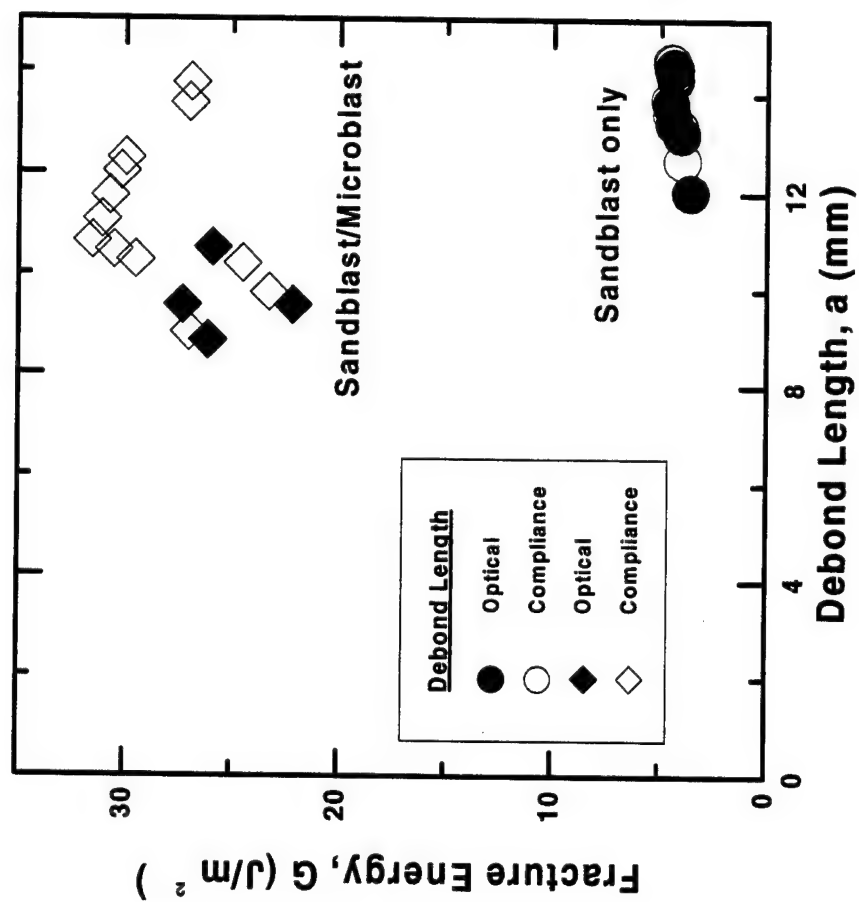 Fracture Energy, G (J/m²)
30
20
10
0
Sandblast/Microblast
Sandblast only
Debond Length
Optical
Compliance
Optical
Compliance
0
4
8
12
Debond Length, a (mm)